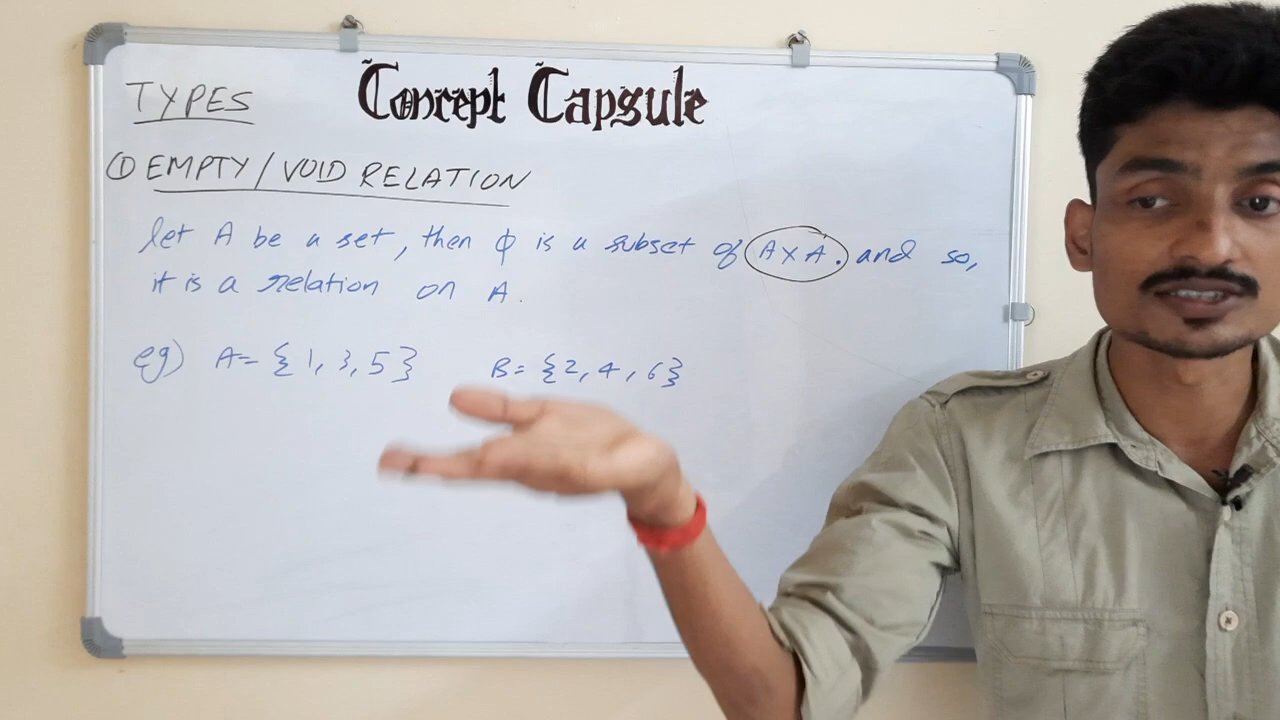 Concept Capsule
TYPES
① EMPTY / VOID RELATION
let A be a set, then ϕ is a subset of A X A. and so,
it is a relation on A.
eg) A= { 1, 3, 5 } B= {2, 4, 6}